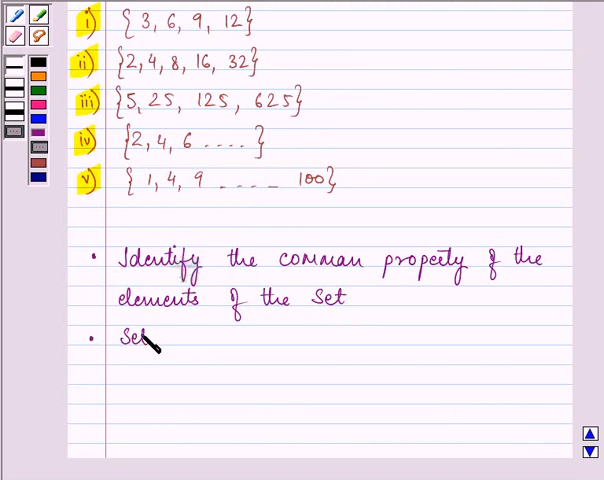 i) { 3, 6, 9, 12}
ii) {2, 4, 8, 16, 32}
iii) {5, 25, 125, 625}
iv) {2, 4, 6 .... }
v) { 1, 4, 9 .... 100}
• Identify the common property of the
elements of the Set
• Set